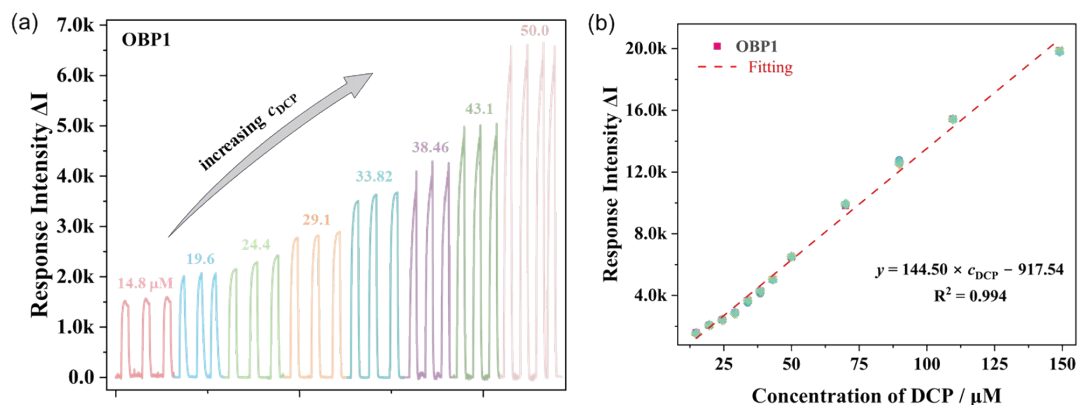 (a)
OBP1
Response Intensity ΔI
7.0k
6.0k
5.0k
4.0k
3.0k
2.0k
1.0k
0.0
increasing c_DCP
14.8 μM
19.6
24.4
29.1
33.82
38.46
43.1
50.0
(b)
OBP1
Fitting
Response Intensity ΔI
20.0k
16.0k
12.0k
8.0k
4.0k
y = 144.50 × c_DCP − 917.54
R² = 0.994
25 50 75 100 125 150
Concentration of DCP / μM